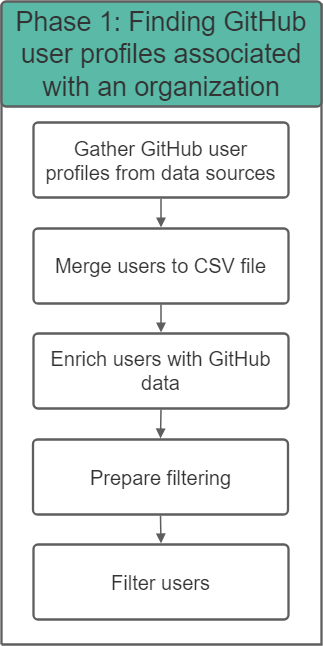 Phase 1: Finding GitHub
user profiles associated
with an organization
Gather GitHub user
profiles from data sources
Merge users to CSV file
Enrich users with GitHub
data
Prepare filtering
Filter users